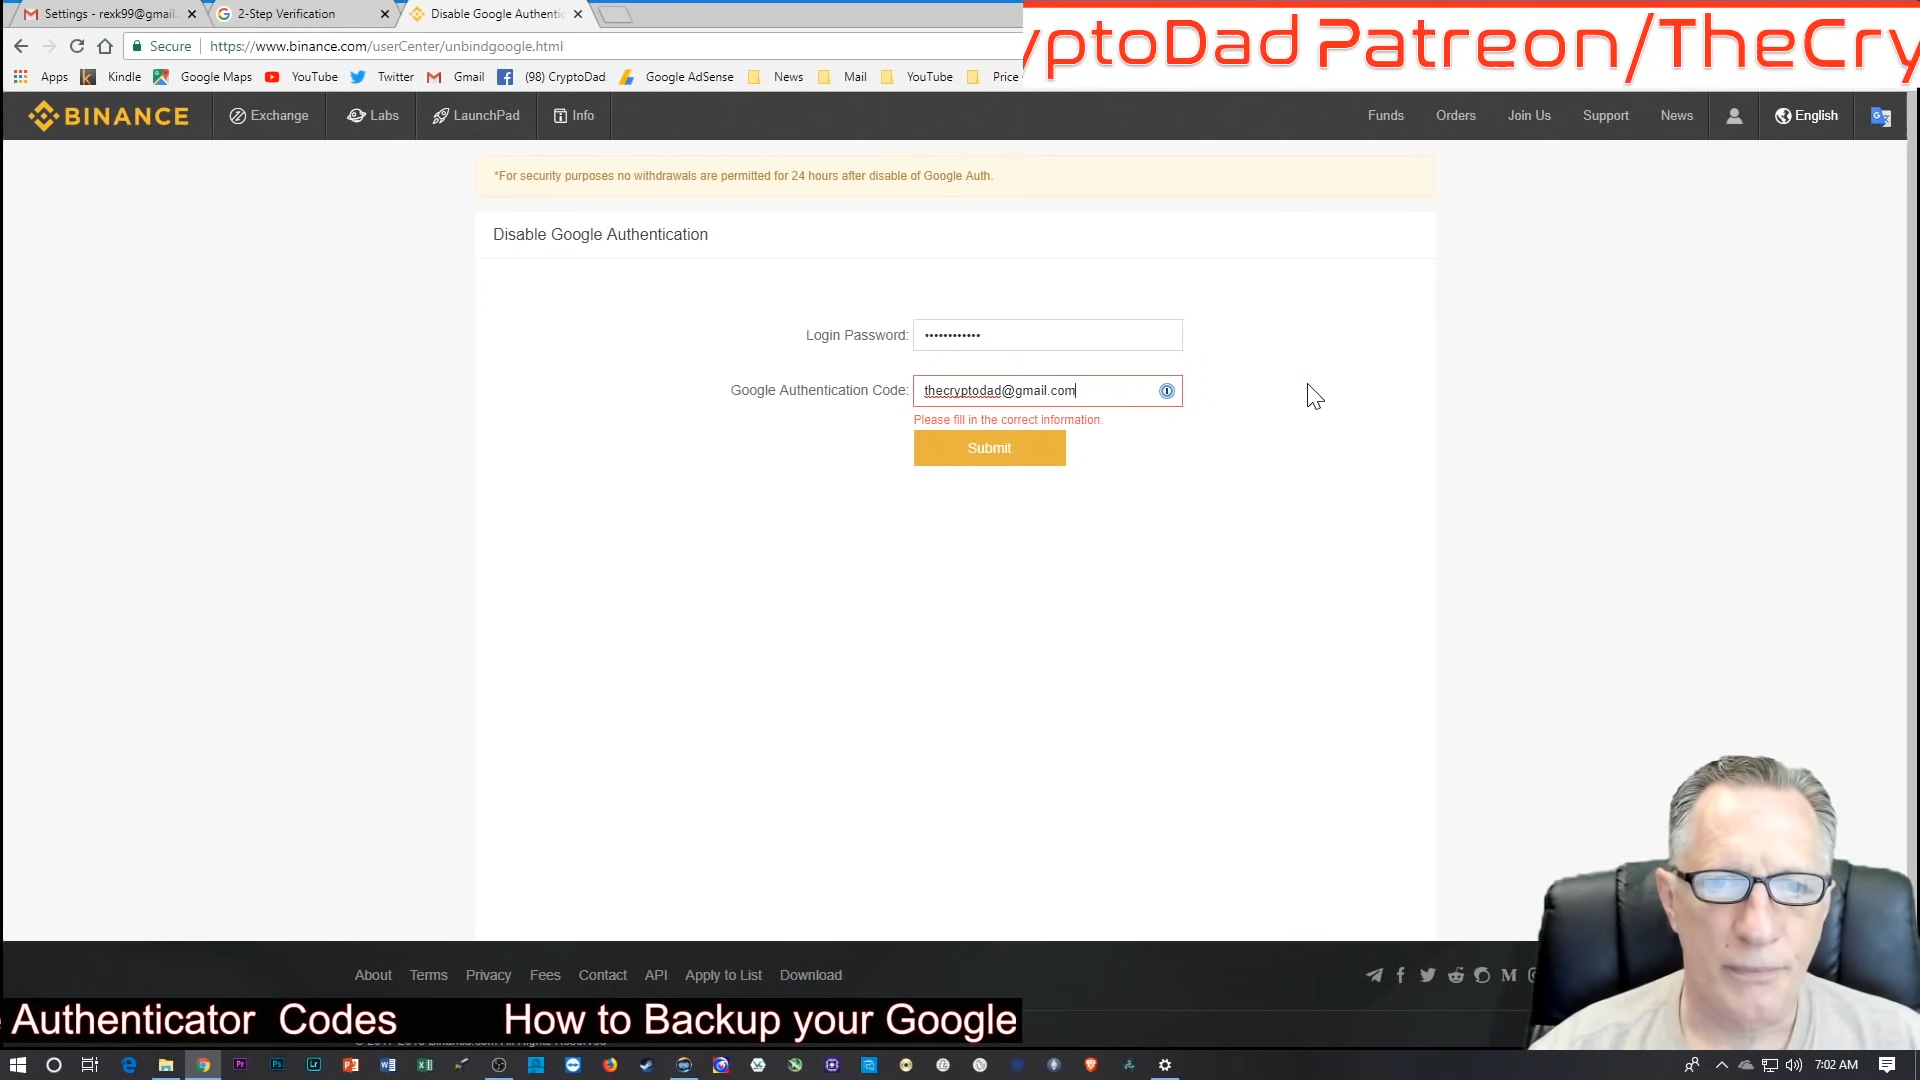 Settings - rexk99@gmail.
2-Step Verification
Disable Google Authentic
Secure
https://www.binance.com/userCenter/unbindgoogle.html
yptoDad Patreon/TheCry
Apps
Kindle
Google Maps
YouTube
Twitter
Gmail
(98) CryptoDad
Google AdSense
News
Mail
YouTube
Price
BINANCE
Exchange
Labs
LaunchPad
Info
Funds
Orders
Join Us
Support
News
English
*For security purposes no withdrawals are permitted for 24 hours after disable of Google Auth.
Disable Google Authentication
Login Password: ••••••••••••
Google Authentication Code: thecryptodad@gmail.com
Please fill in the correct information.
Submit
About
Terms
Privacy
Fees
Contact
API
Apply to List
Download
Authenticator Codes How to Backup your Google
7:02 AM